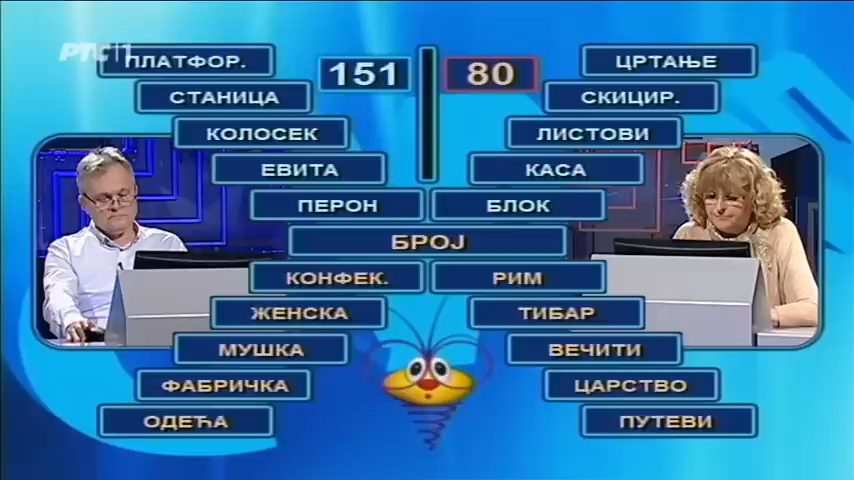 РТС 1
ПЛАТФОР.
151
80
ЦРТАЊЕ
СТАНИЦА
СКИЦИР.
КОЛОСЕК
ЛИСТОВИ
ЕВИТА
КАСА
ПЕРОН
БЛОК
БРОЈ
КОНФЕК.
РИМ
ЖЕНСКА
ТИБАР
МУШКА
ВЕЧИТИ
ФАБРИЧКА
ЦАРСТВО
ОДЕЋА
ПУТЕВИ